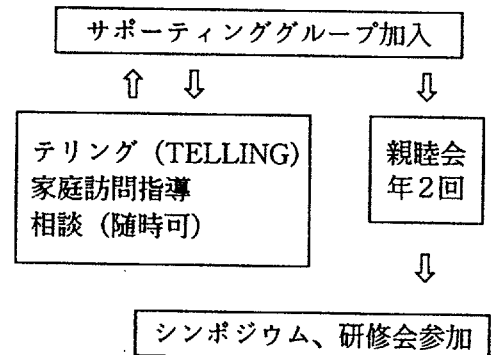 サポーティンググループ加入
⇧ ⇩ ⇩
テリング（TELLING）
家庭訪問指導
相談（随時可）
親睦会
年2回
⇩
シンポジウム、研修会参加